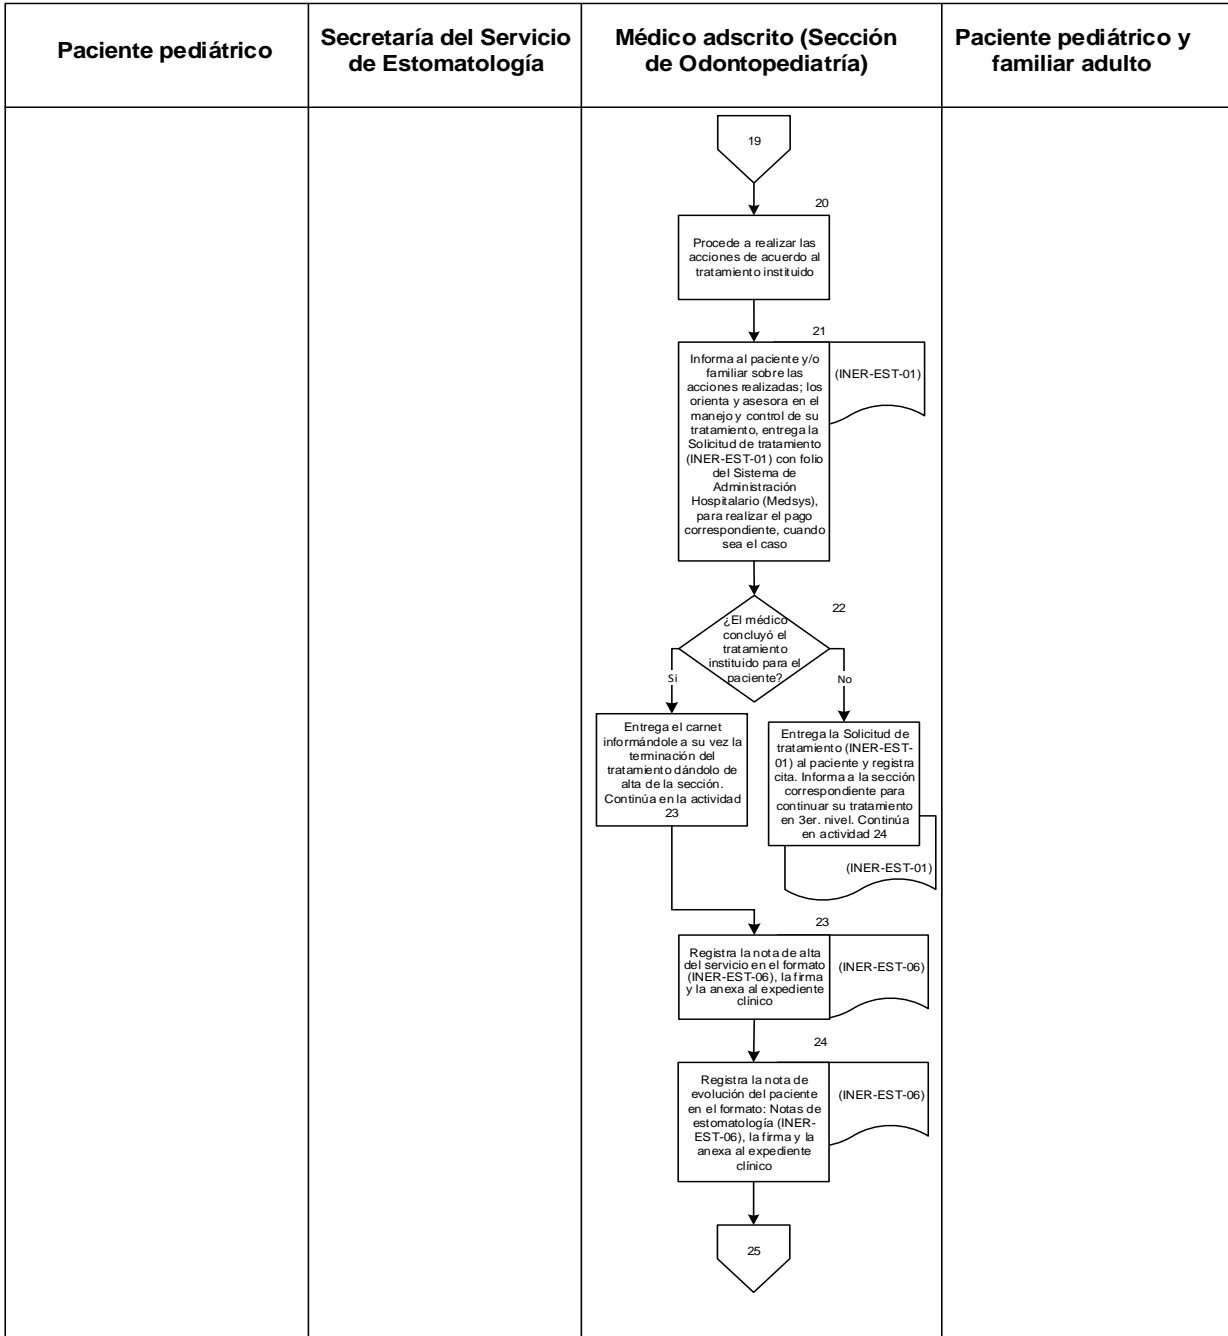 Paciente pediátrico
Secretaría del Servicio
de Estomatología
Médico adscrito (Sección
de Odontopediatría)
Paciente pediátrico y
familiar adulto
19
20
Procede a realizar las
acciones de acuerdo al
tratamiento instituido
21
Informa al paciente y/o
familiar sobre las
acciones realizadas; los
orienta y asesora en el
manejo y control de su
tratamiento, entrega la
Solicitud de tratamiento
(INER-EST-01) con folio
del Sistema de
Administración
Hospitalario (Medsys),
para realizar el pago
correspondiente, cuando
sea el caso
(INER-EST-01)
22
¿El médico
concluyó el
tratamiento
instituido para el
paciente?
Si
No
Entrega el carnet
informándole a su vez la
terminación del
tratamiento dándolo de
alta de la sección.
Continúa en la actividad
23
Entrega la Solicitud de
tratamiento (INER-EST-
01) al paciente y registra
cita. Informa a la sección
correspondiente para
continuar su tratamiento
en 3er. nivel. Continúa
en actividad 24
(INER-EST-01)
23
Registra la nota de alta
del servicio en el formato
(INER-EST-06), la firma
y la anexa al expediente
clínico
(INER-EST-06)
24
Registra la nota de
evolución del paciente
en el formato: Notas de
estomatología (INER-
EST-06), la firma y la
anexa al expediente
clínico
(INER-EST-06)
25